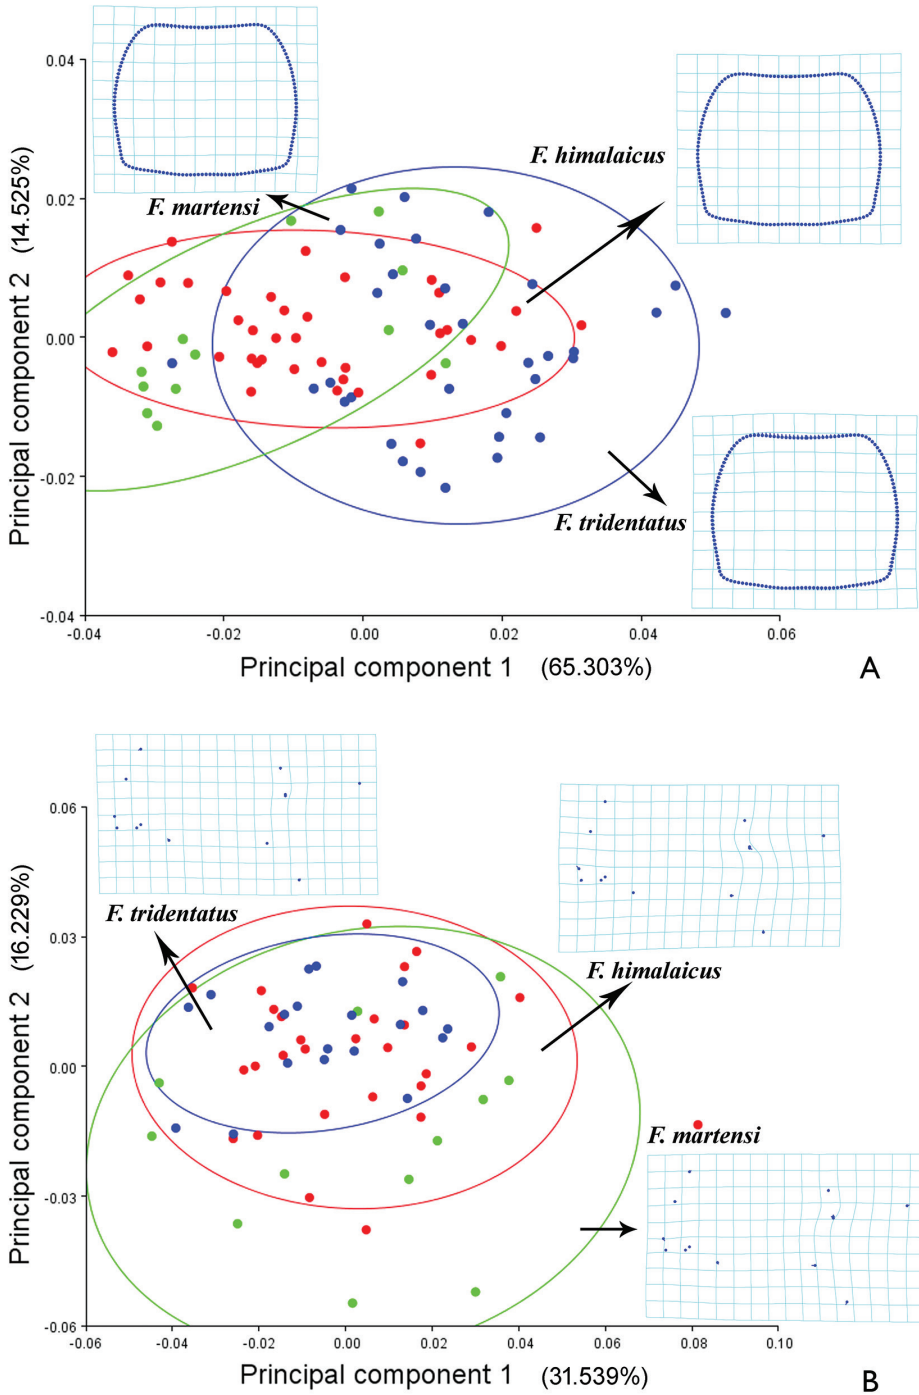 0.04
0.02
0.00
-0.02
-0.04
Principal component 2 (14.525%)
F. martensi
F. himalaicus
F. tridentatus
-0.04 -0.02 0.00 0.02 0.04 0.06
Principal component 1 (65.303%)
A
0.06
0.03
0.00
-0.03
-0.06
Principal component 2 (16.229%)
F. tridentatus
F. himalaicus
F. martensi
-0.06 -0.04 -0.02 0.00 0.02 0.04 0.06 0.08 0.10
Principal component 1 (31.539%)
B